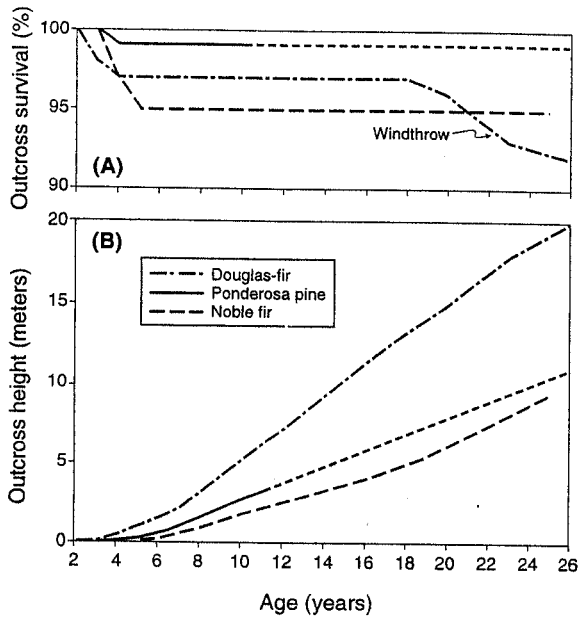 Outcross survival (%)
100
95
90
(A)
Windthrow
Outcross height (meters)
20
15
10
5
0
(B)
Douglas-fir
Ponderosa pine
Noble fir
2 4 6 8 10 12 14 16 18 20 22 24 26
Age (years)